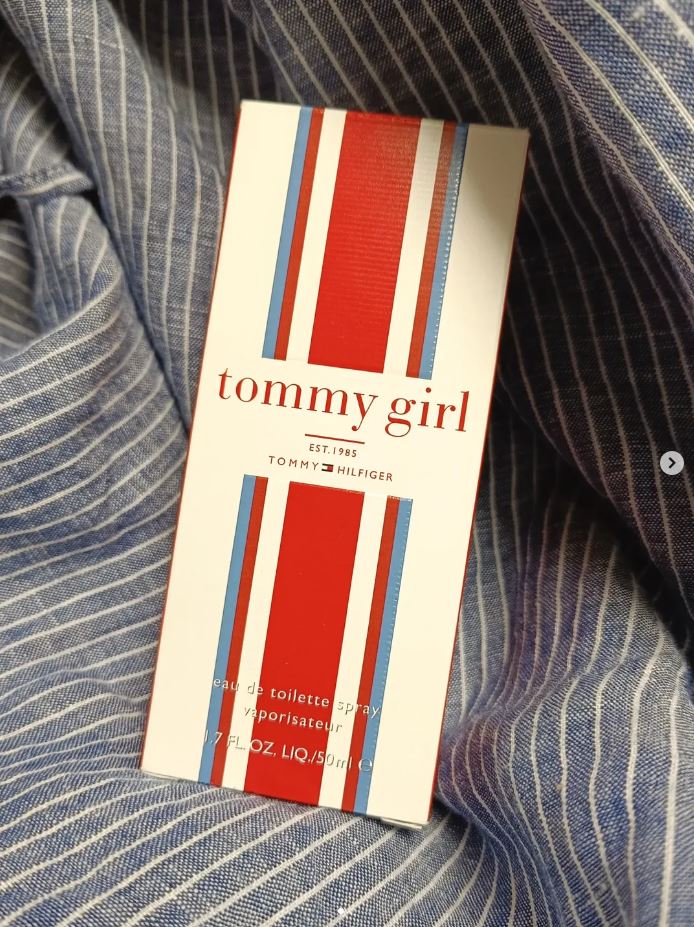 tommy girl
EST.1985
TOMMY HILFIGER
eau de toilette spray
vaporisateur
1.7 FL. OZ. LIQ./50ml e